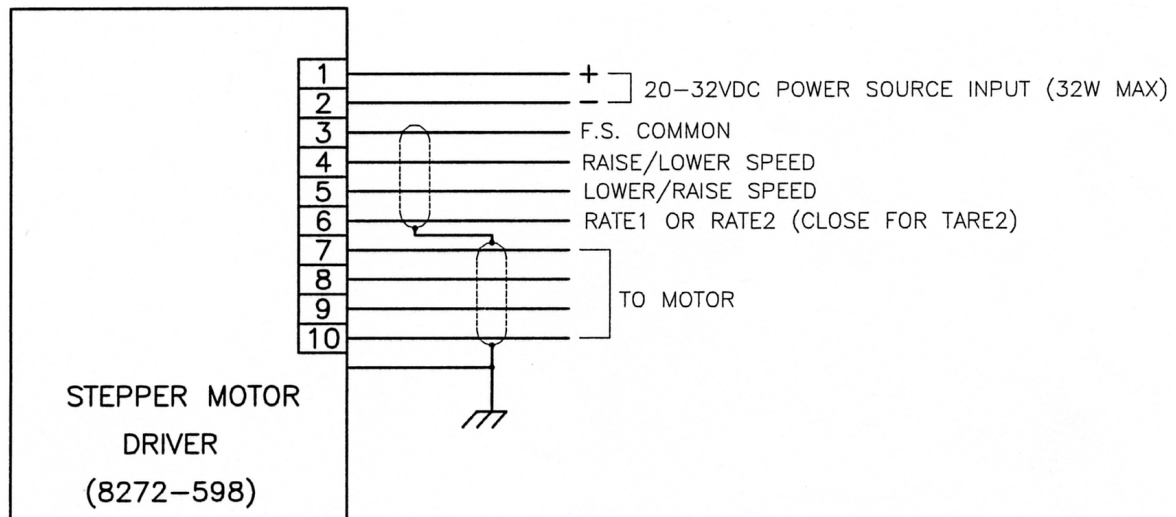 1
2
3
4
5
6
7
8
9
10
+
−
20−32VDC POWER SOURCE INPUT (32W MAX)
F.S. COMMON
RAISE/LOWER SPEED
LOWER/RAISE SPEED
RATE1 OR RATE2 (CLOSE FOR TARE2)
TO MOTOR
STEPPER MOTOR
DRIVER
(8272−598)